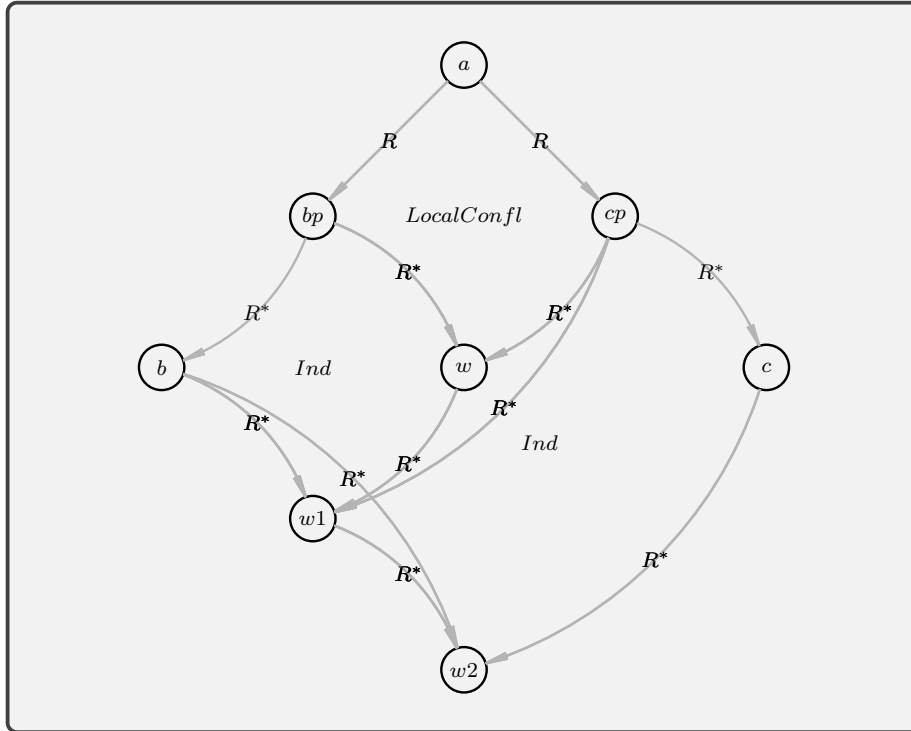 a
R R
bp LocalConfl cp
R* R*
R* R*
b Ind w c
R* R*
Ind
R* R*
w1
R*
R*
w2